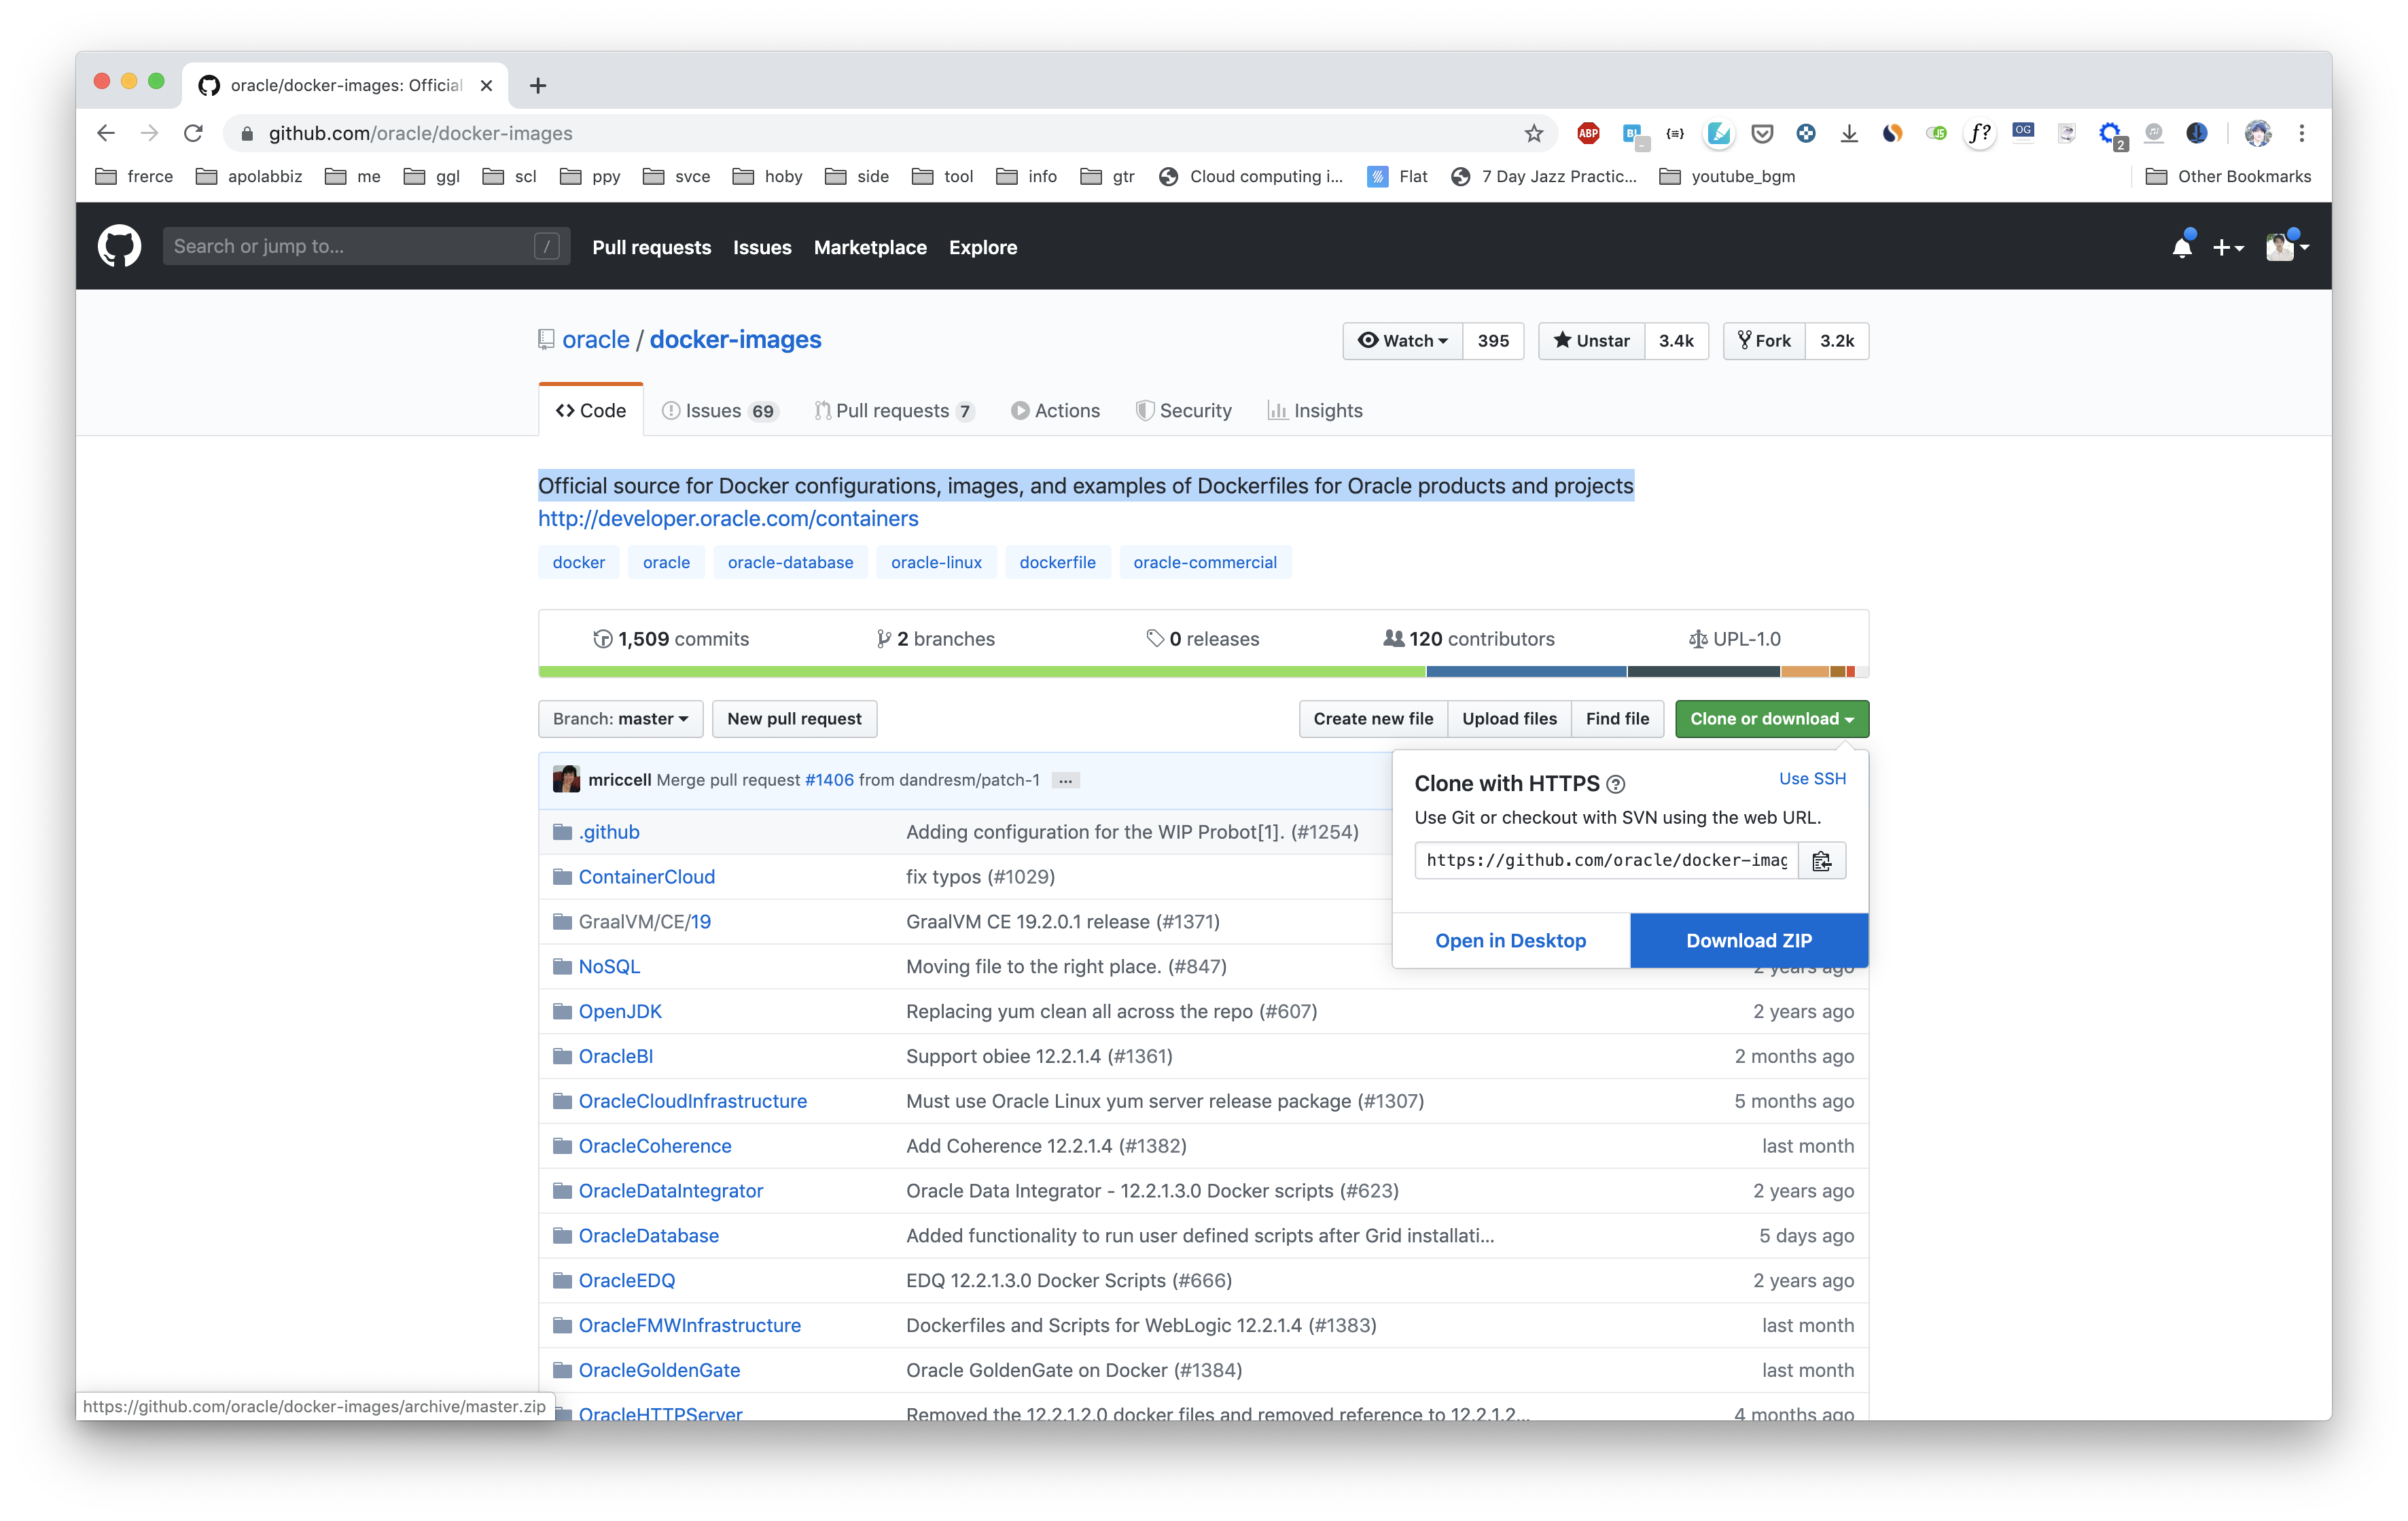 oracle/docker-images: Official
github.com/oracle/docker-images
ABP BL {≡} JS f? OG 2
frerce apolabbiz me ggl scl ppy svce hoby side tool info gtr Cloud computing i... Flat 7 Day Jazz Practic... youtube_bgm Other Bookmarks
Search or jump to... / Pull requests Issues Marketplace Explore
oracle / docker-images Watch 395 Unstar 3.4k Fork 3.2k
Code Issues 69 Pull requests 7 Actions Security Insights
Official source for Docker configurations, images, and examples of Dockerfiles for Oracle products and projects
http://developer.oracle.com/containers
docker oracle oracle-database oracle-linux dockerfile oracle-commercial
1,509 commits 2 branches 0 releases 120 contributors UPL-1.0
Branch: master New pull request Create new file Upload files Find file Clone or download
mriccell Merge pull request #1406 from dandresm/patch-1 ...
Clone with HTTPS ? Use SSH
Use Git or checkout with SVN using the web URL.
https://github.com/oracle/docker-imag
Open in Desktop Download ZIP
.github Adding configuration for the WIP Probot[1]. (#1254)
ContainerCloud fix typos (#1029)
GraalVM/CE/19 GraalVM CE 19.2.0.1 release (#1371)
NoSQL Moving file to the right place. (#847) 2 years ago
OpenJDK Replacing yum clean all across the repo (#607) 2 years ago
OracleBI Support obiee 12.2.1.4 (#1361) 2 months ago
OracleCloudInfrastructure Must use Oracle Linux yum server release package (#1307) 5 months ago
OracleCoherence Add Coherence 12.2.1.4 (#1382) last month
OracleDataIntegrator Oracle Data Integrator - 12.2.1.3.0 Docker scripts (#623) 2 years ago
OracleDatabase Added functionality to run user defined scripts after Grid installati... 5 days ago
OracleEDQ EDQ 12.2.1.3.0 Docker Scripts (#666) 2 years ago
OracleFMWInfrastructure Dockerfiles and Scripts for WebLogic 12.2.1.4 (#1383) last month
OracleGoldenGate Oracle GoldenGate on Docker (#1384) last month
OracleHTTPServer Removed the 12.2.1.2.0 docker files and removed reference to 12.2.1.2... 4 months ago
https://github.com/oracle/docker-images/archive/master.zip